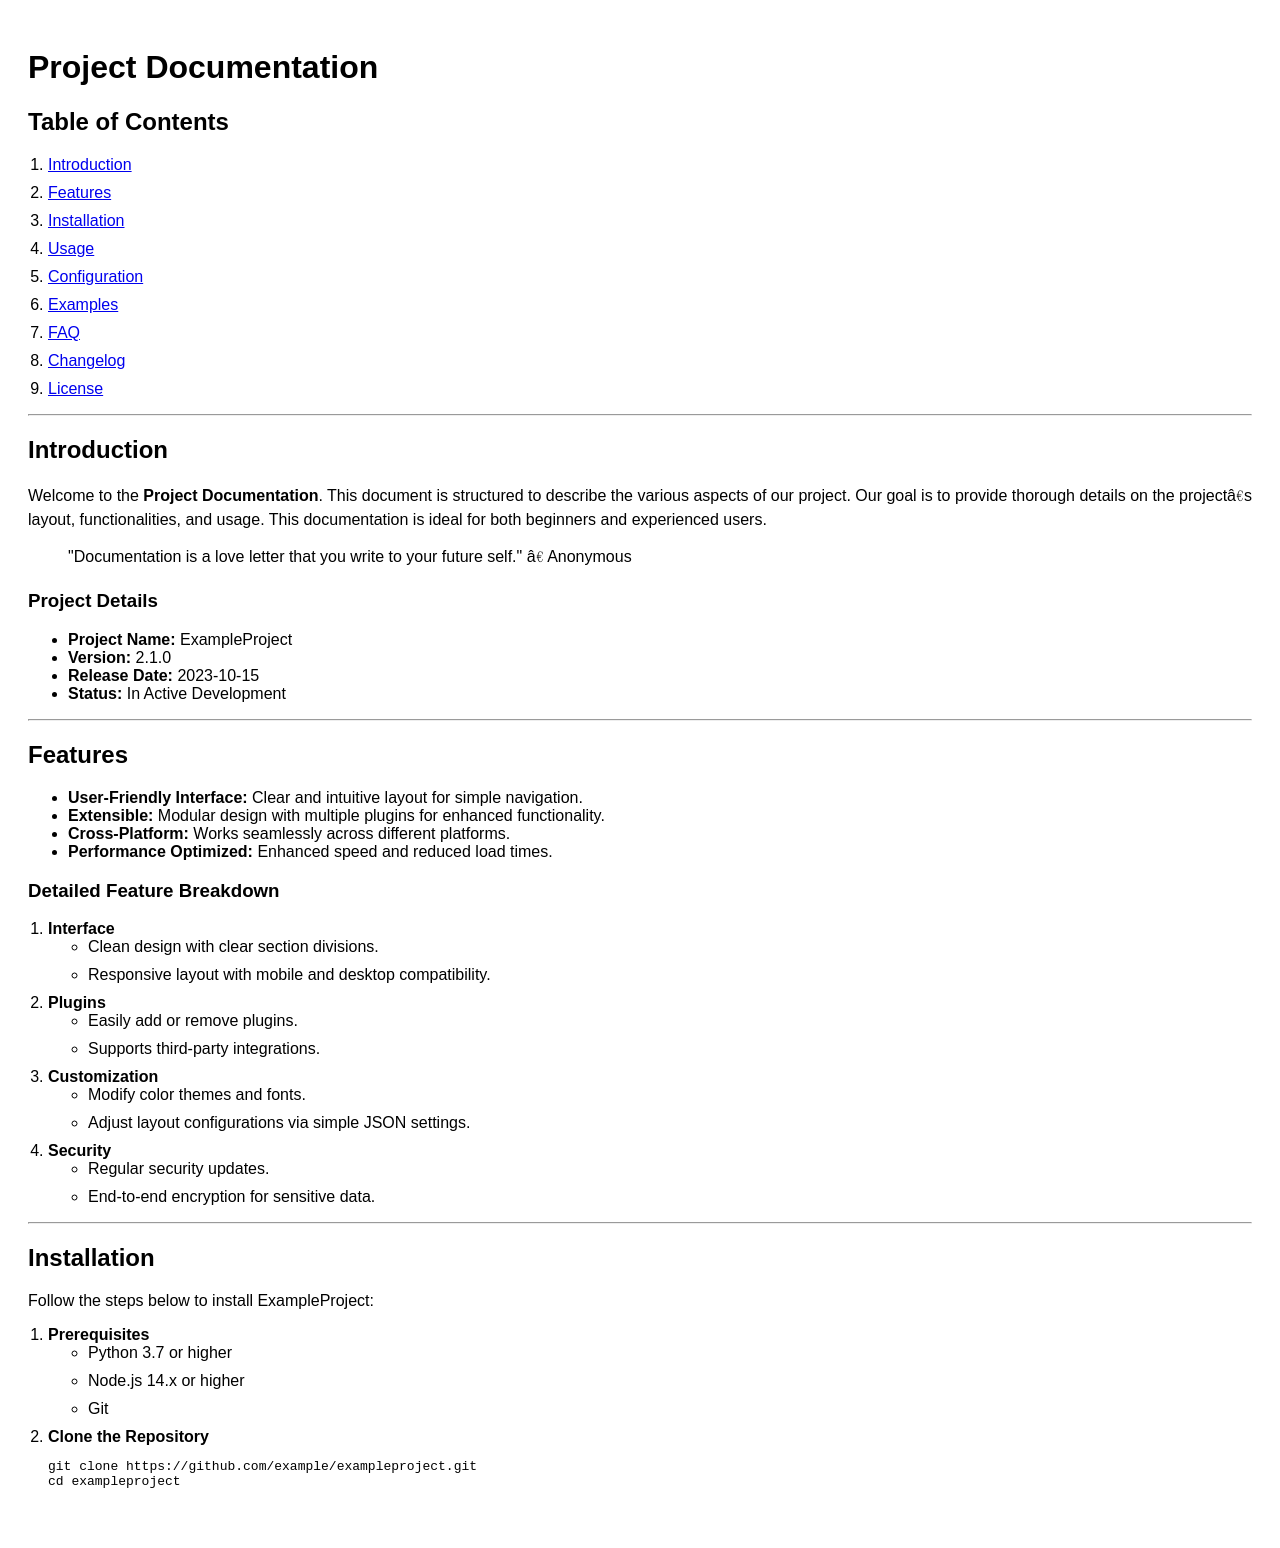 Project Documentation
Table of Contents
1. Introduction
2. Features
3. Installation
4. Usage
5. Configuration
6. Examples
7. FAQ
8. Changelog
9. License
Introduction
Welcome to the Project Documentation. This document is structured to describe the various aspects of our project. Our goal is to provide thorough details on the projectâ€s
layout, functionalities, and usage. This documentation is ideal for both beginners and experienced users.
"Documentation is a love letter that you write to your future self." â€ Anonymous
Project Details
• Project Name: ExampleProject
• Version: 2.1.0
• Release Date: 2023-10-15
• Status: In Active Development
Features
• User-Friendly Interface: Clear and intuitive layout for simple navigation.
• Extensible: Modular design with multiple plugins for enhanced functionality.
• Cross-Platform: Works seamlessly across different platforms.
• Performance Optimized: Enhanced speed and reduced load times.
Detailed Feature Breakdown
1. Interface
◦ Clean design with clear section divisions.
◦ Responsive layout with mobile and desktop compatibility.
2. Plugins
◦ Easily add or remove plugins.
◦ Supports third-party integrations.
3. Customization
◦ Modify color themes and fonts.
◦ Adjust layout configurations via simple JSON settings.
4. Security
◦ Regular security updates.
◦ End-to-end encryption for sensitive data.
Installation
Follow the steps below to install ExampleProject:
1. Prerequisites
◦ Python 3.7 or higher
◦ Node.js 14.x or higher
◦ Git
2. Clone the Repository
git clone https://github.com/example/exampleproject.git
cd exampleproject